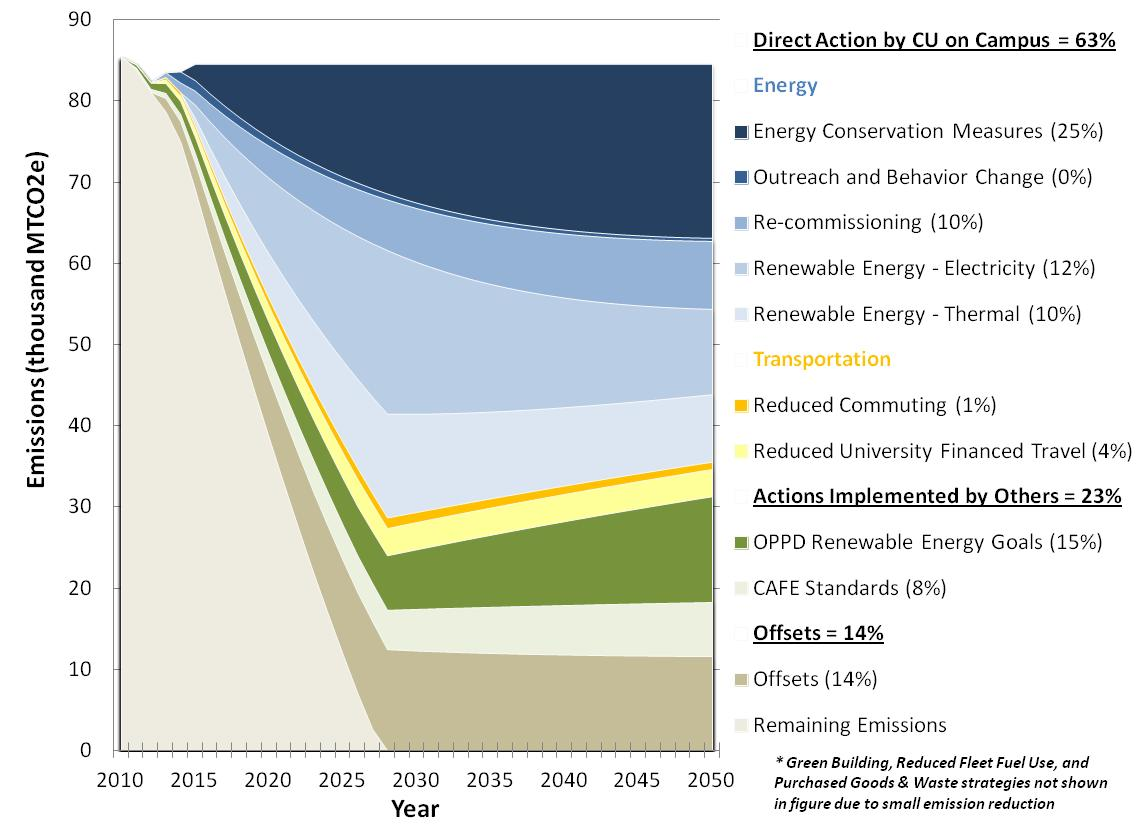 90
80
70
60
50
40
30
20
10
0
Emissions (thousand MTCO2e)
2010 2015 2020 2025 2030 2035 2040 2045 2050
Year
Direct Action by CU on Campus = 63%
Energy
Energy Conservation Measures (25%)
Outreach and Behavior Change (0%)
Re-commissioning (10%)
Renewable Energy - Electricity (12%)
Renewable Energy - Thermal (10%)
Transportation
Reduced Commuting (1%)
Reduced University Financed Travel (4%)
Actions Implemented by Others = 23%
OPPD Renewable Energy Goals (15%)
CAFE Standards (8%)
Offsets = 14%
Offsets (14%)
Remaining Emissions
* Green Building, Reduced Fleet Fuel Use, and
Purchased Goods & Waste strategies not shown
in figure due to small emission reduction